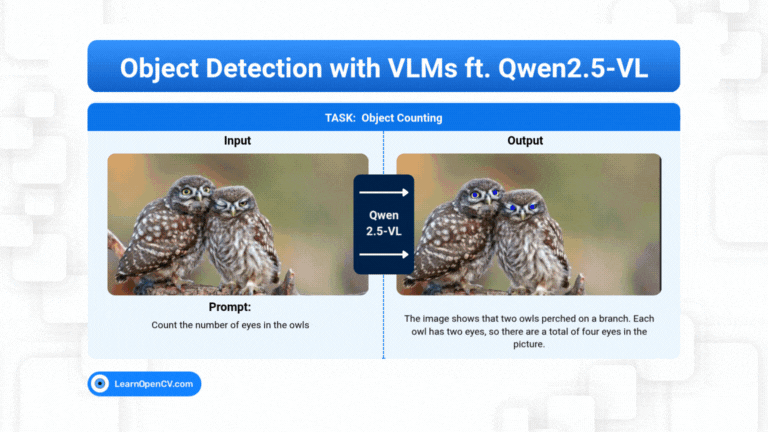 Object Detection with VLMs ft. Qwen2.5-VL
TASK: Object Counting
Input
Output
Qwen
2.5-VL
Prompt:
Count the number of eyes in the owls
The image shows that two owls perched on a branch. Each
owl has two eyes, so there are a total of four eyes in the
picture.
LearnOpenCV.com